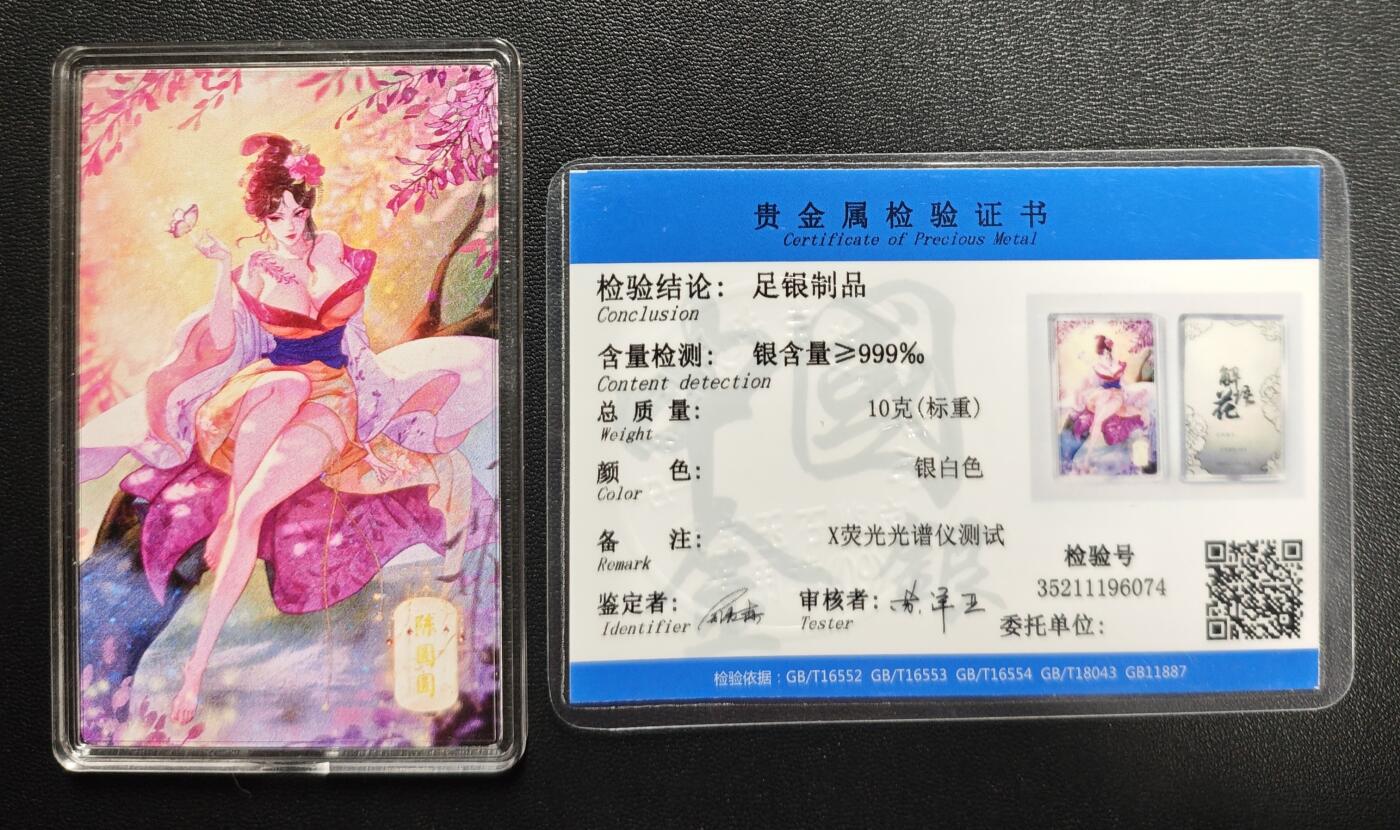 陈圆圆
贵金属检验证书
Certificate of Precious Metal
检验结论： 足银制品
Conclusion
含量检测： 银含量≥999‰
Content detection
总质量： 10克(标重)
Weight
颜色： 银白色
Color
备注： X荧光光谱仪测试
Remark
解语花
检验号
35211196074
鉴定者：
Identifier
审核者：
Tester
委托单位：
检验依据：GB/T16552 GB/T16553 GB/T16554 GB/T18043 GB11887